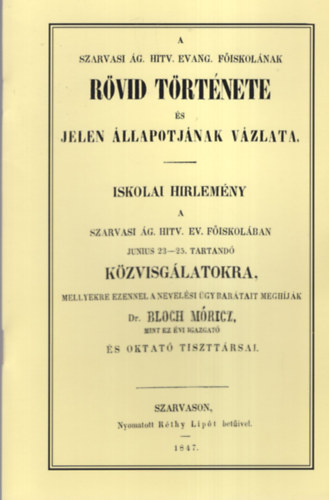 A
SZARVASI ÁG. HITV. EVANG. FŐISKOLÁNAK
RÖVID TÖRTÉNETE
ÉS
JELEN ÁLLAPOTJÁNAK VÁZLATA.
ISKOLAI HIRLEMÉNY
A
SZARVASI ÁG. HITV. EV. FŐISKOLÁBAN
JUNIUS 23—25. TARTANDÓ
KÖZVISGÁLATOKRA,
MELLYEKRE EZENNEL A NEVELÉSI ÜGY BARÁTAIT MEGHÍJÁK
Dr. BLOCH MÓRICZ,
MINT EZ ÉVI IGAZGATÓ
ÉS OKTATÓ TISZTTÁRSAI.
SZARVASON,
Nyomatott Réthy Lipót betűivel.
1847.